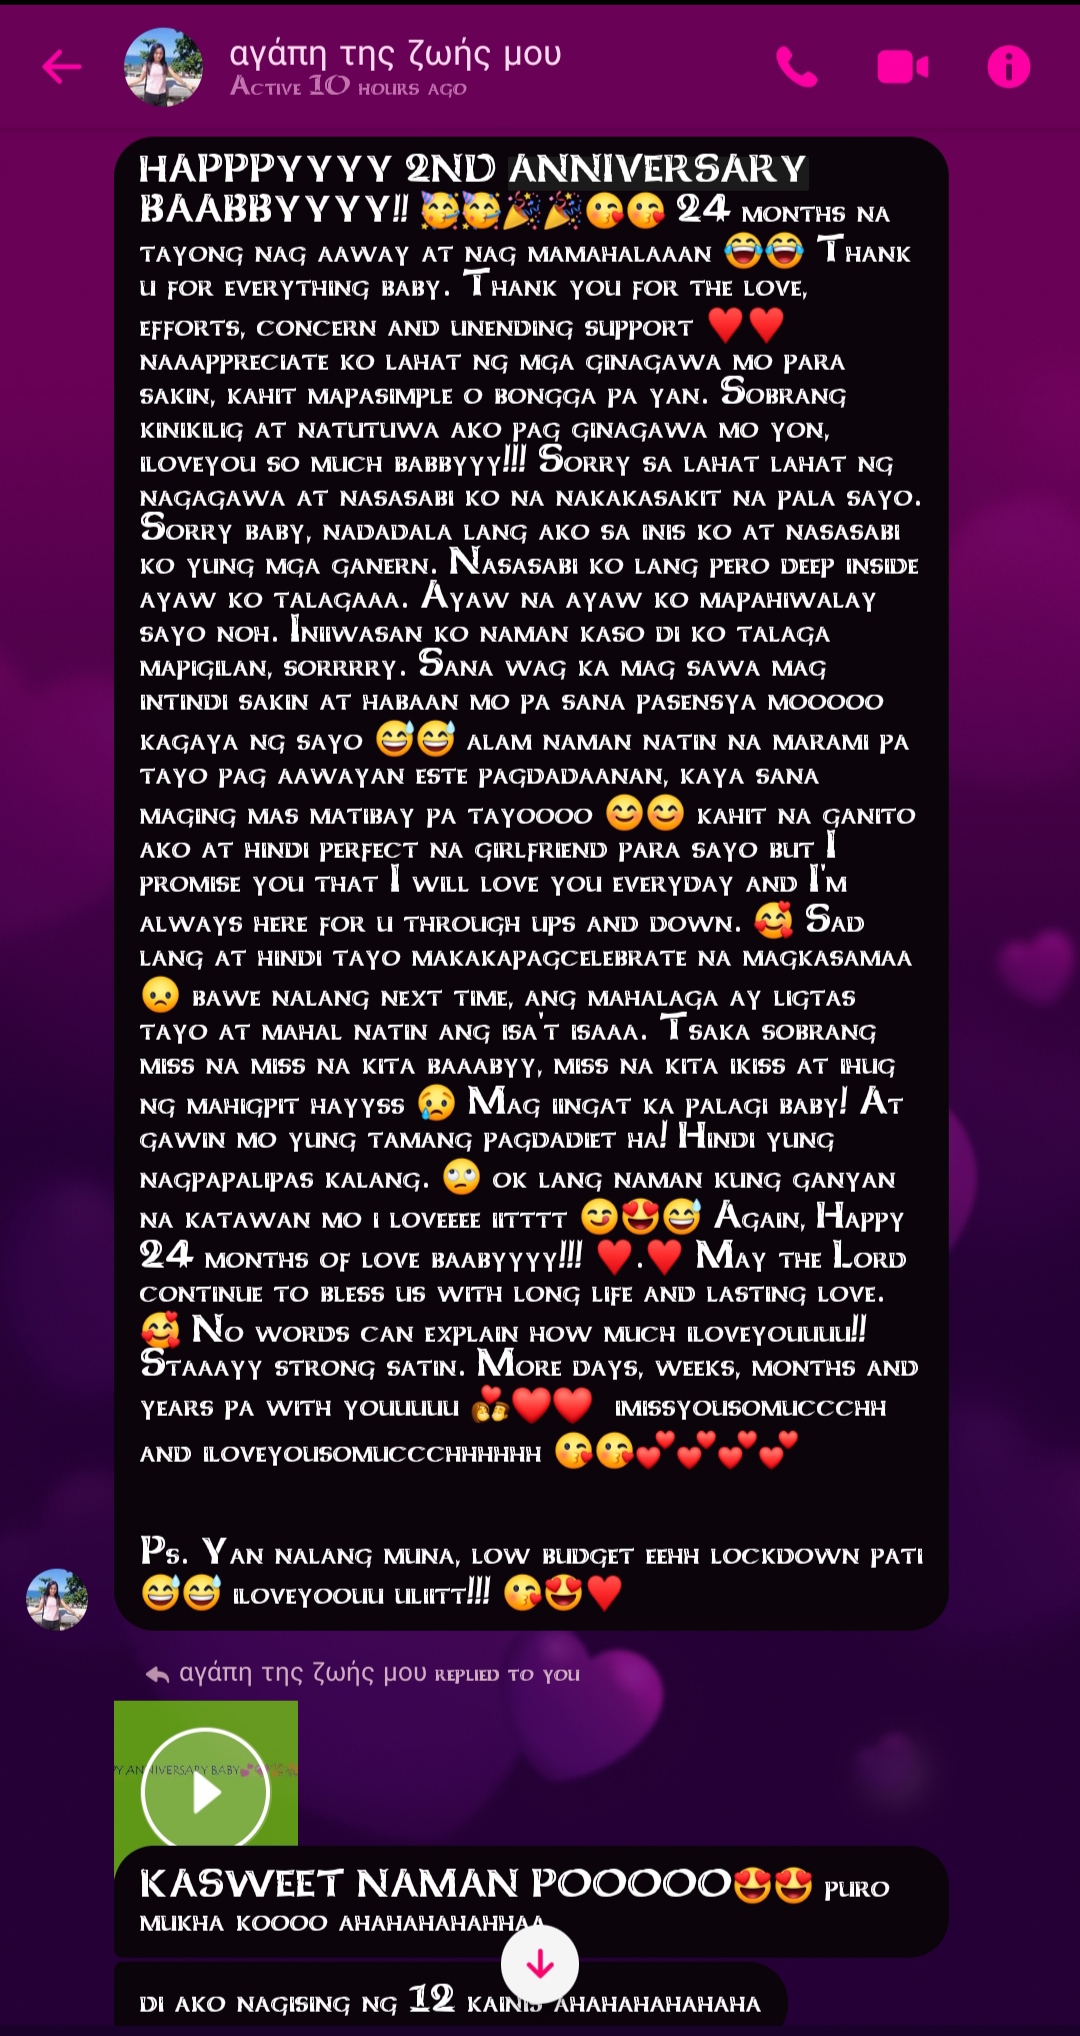 αγάπη της ζωής μου
Active 10 hours ago
HAPPPYYYY 2ND ANNIVERSARY
BAABBYYYY!! 🥳🥳🎉🎉😘😘 24 months na
tayong nag aaway at nag mamahalaaan 😂😂 Thank
u for everything baby. Thank you for the love,
efforts, concern and unending support ♥️♥️
naaappreciate ko lahat ng mga ginagawa mo para
sakin, kahit mapasimple o bongga pa yan. Sobrang
kinikilig at natutuwa ako pag ginagawa mo yon,
iloveyou so much babbyyy!!! Sorry sa lahat lahat ng
nagagawa at nasasabi ko na nakakasakit na pala sayo.
Sorry baby, nadadala lang ako sa inis ko at nasasabi
ko yung mga ganern. Nasasabi ko lang pero deep inside
ayaw ko talagaaa. Ayaw na ayaw ko mapahiwalay
sayo noh. Iniiwasan ko naman kaso di ko talaga
mapigilan, sorrrry. Sana wag ka mag sawa mag
intindi sakin at habaan mo pa sana pasensya mooooo
kagaya ng sayo 😅😅 alam naman natin na marami pa
tayo pag aawayan este pagdadaanan, kaya sana
maging mas matibay pa tayoooo 😊😊 kahit na ganito
ako at hindi perfect na girlfriend para sayo but I
promise you that I will love you everyday and I'm
always here for u through ups and down. 🥰 Sad
lang at hindi tayo makakapagcelebrate na magkasamaa
🙁 bawe nalang next time, ang mahalaga ay ligtas
tayo at mahal natin ang isa't isaaa. Tsaka sobrang
miss na miss na kita baaabyy, miss na kita ikiss at ihug
ng mahigpit hayyss 😢 Mag iingat ka palagi baby! At
gawin mo yung tamang pagdadiet ha! Hindi yung
nagpapalipas kalang. 🙄 ok lang naman kung ganyan
na katawan mo i loveeee iitttt 😋😍😅 Again, Happy
24 months of love baabyyyy!!! ♥️.♥️ May the Lord
continue to bless us with long life and lasting love.
🥰 No words can explain how much iloveyouuuu!!
Staaayy strong satin. More days, weeks, months and
years pa with youuuuu 💏♥️♥️ imissyousomuccchh
and iloveyousomuccchhhhhh 😘😘💕💕💕💕
Ps. Yan nalang muna, low budget eehh lockdown pati
😅😅 iloveyoouu uliitt!!! 😘😍♥️
αγάπη της ζωής μου replied to you
Y ANNIVERSARY BABY
KASWEET NAMAN POOOOO😍😍 puro
mukha koooo ahahahahahhaa
di ako nagising ng 12 kainis ahahahahahaha